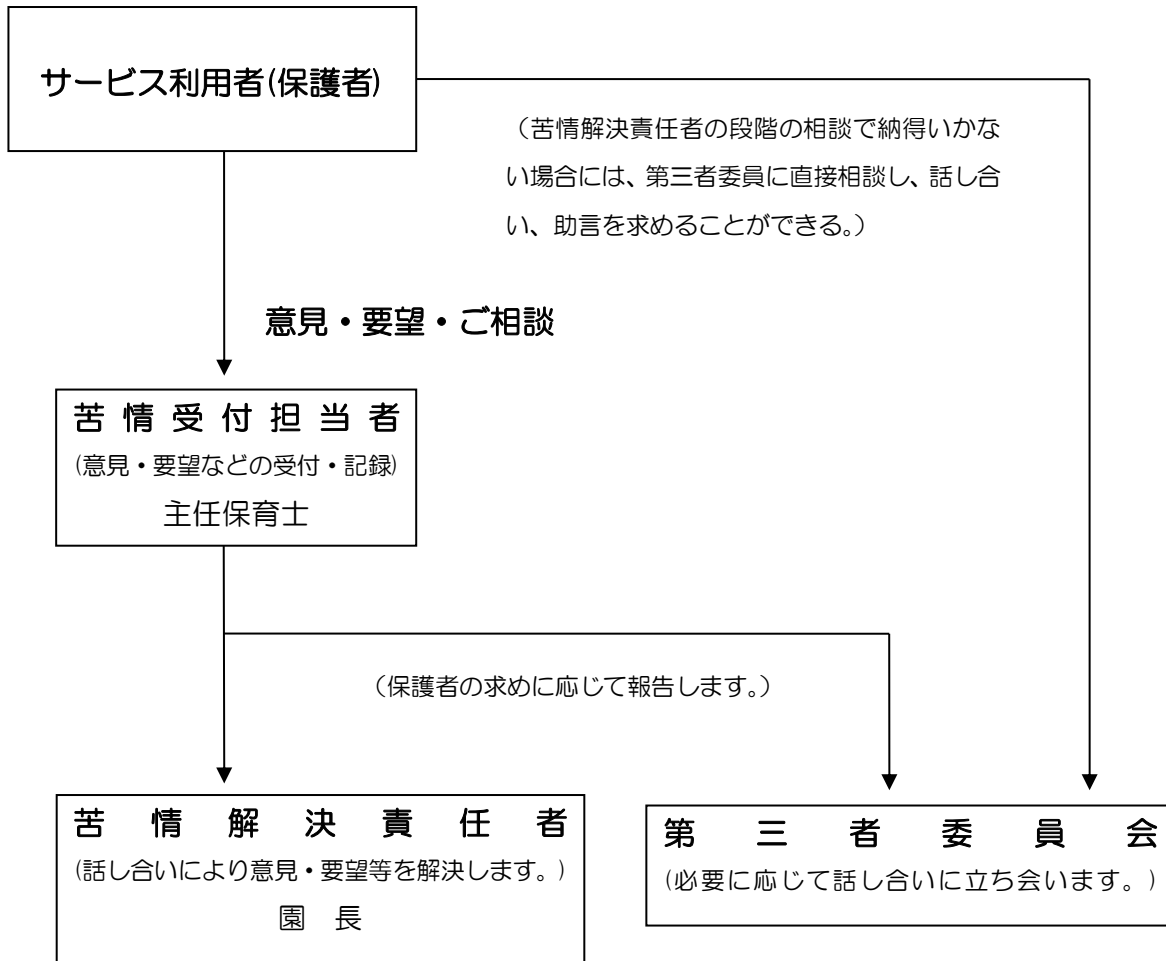 サービス利用者(保護者)
（苦情解決責任者の段階の相談で納得いかな
い場合には、第三者委員に直接相談し、話し合
い、助言を求めることができる。）
意見・要望・ご相談
苦情受付担当者
(意見・要望などの受付・記録)
主任保育士
（保護者の求めに応じて報告します。）
苦情解決責任者
(話し合いにより意見・要望等を解決します。)
園　長
第三者委員会
(必要に応じて話し合いに立ち会います。)